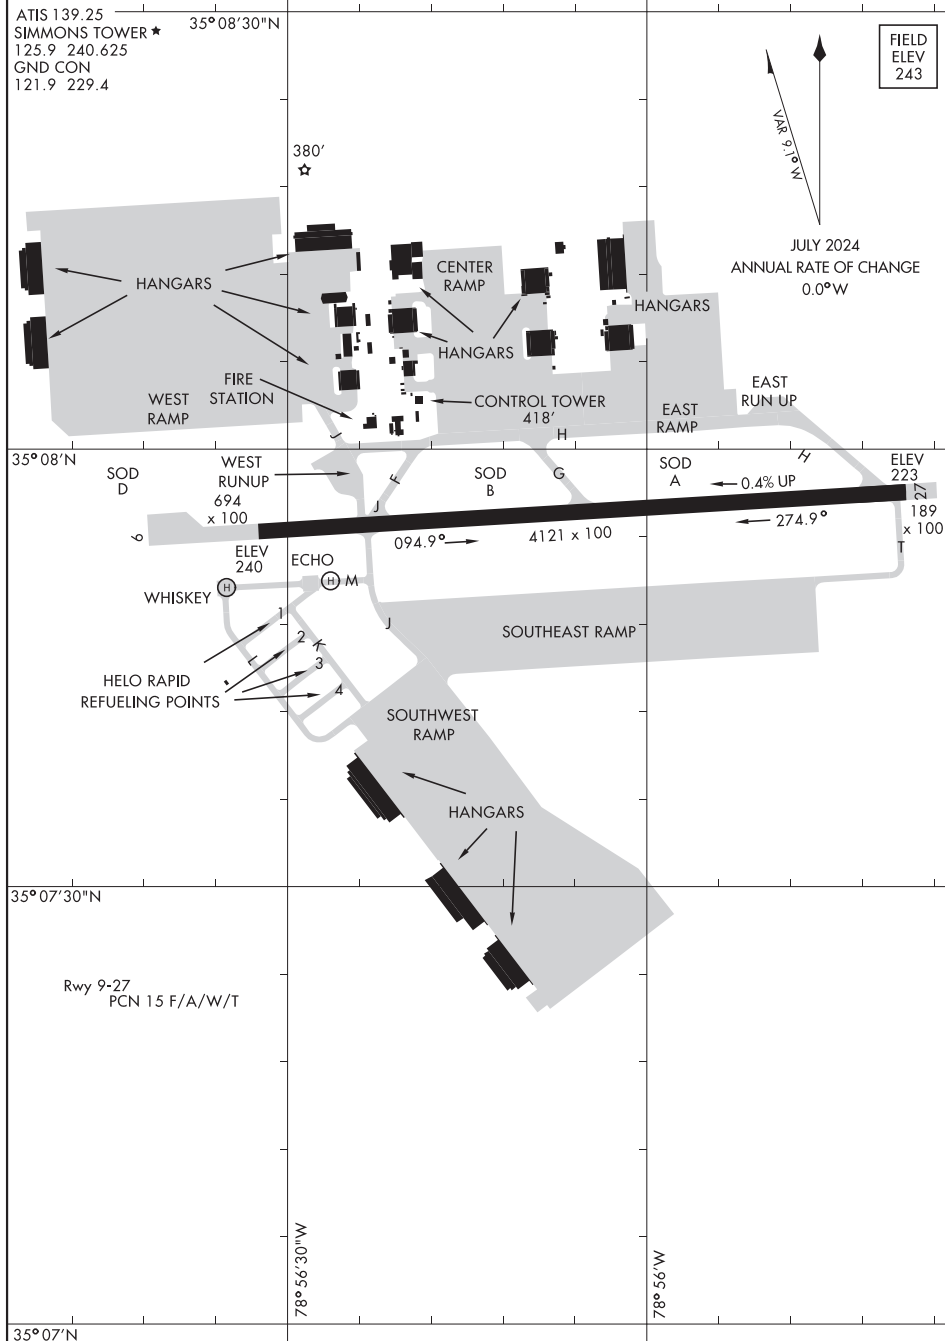 ATIS 139.25
SIMMONS TOWER★
125.9 240.625
GND CON
121.9 229.4
35°08'30"N
FIELD
ELEV
243
VAR 9.1°W
JULY 2024
ANNUAL RATE OF CHANGE
0.0°W
380'
HANGARS
CENTER
RAMP
HANGARS
HANGARS
FIRE
STATION
WEST
RAMP
CONTROL TOWER
418'
EAST
RAMP
EAST
RUN UP
J
H
H
35°08'N
SOD
D
WEST
RUNUP
F
SOD
B
G
SOD
A
0.4% UP
ELEV
223
27
694
x 100
J
9
094.9°
4121 x 100
274.9°
189
x 100
T
ELEV
240
ECHO
H
M
WHISKEY
H
1
2
3
4
K
L
J
SOUTHEAST RAMP
HELO RAPID
REFUELING POINTS
SOUTHWEST
RAMP
HANGARS
35°07'30"N
Rwy 9-27
PCN 15 F/A/W/T
78°56'30"W
78°56'W
35°07'N